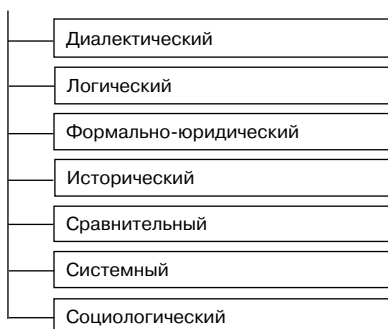 Диалектический
Логический
Формально-юридический
Исторический
Сравнительный
Системный
Социологический